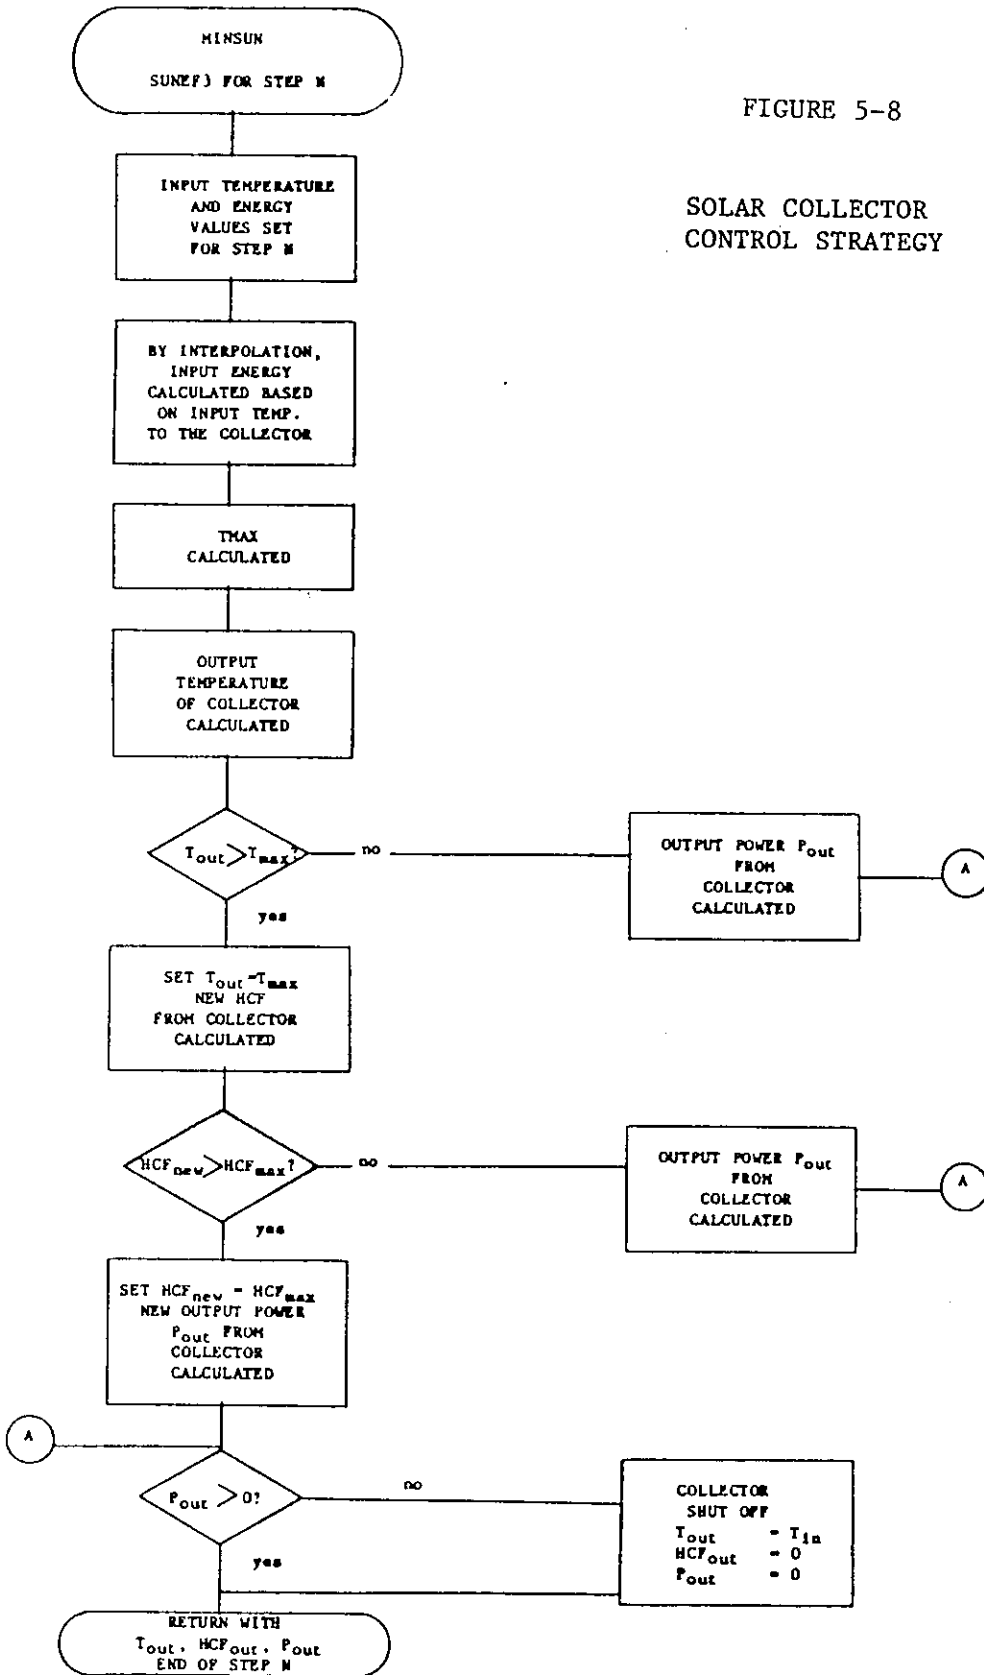 MINSUN
SUNEF3 FOR STEP N
FIGURE 5-8
SOLAR COLLECTOR
CONTROL STRATEGY
INPUT TEMPERATURE
AND ENERGY
VALUES SET
FOR STEP N
BY INTERPOLATION,
INPUT ENERGY
CALCULATED BASED
ON INPUT TEMP.
TO THE COLLECTOR
TMAX
CALCULATED
OUTPUT
TEMPERATURE
OF COLLECTOR
CALCULATED
Tout > Tmax?
no
yes
OUTPUT POWER Pout
FROM
COLLECTOR
CALCULATED
A
SET Tout = Tmax
NEW HCF
FROM COLLECTOR
CALCULATED
HCFnew > HCFmax?
no
yes
OUTPUT POWER Pout
FROM
COLLECTOR
CALCULATED
A
SET HCFnew = HCFmax
NEW OUTPUT POWER
Pout FROM
COLLECTOR
CALCULATED
A
Pout > 0?
no
yes
COLLECTOR
SHUT OFF
Tout = Tin
HCFout = 0
Pout = 0
RETURN WITH
Tout, HCFout, Pout
END OF STEP N